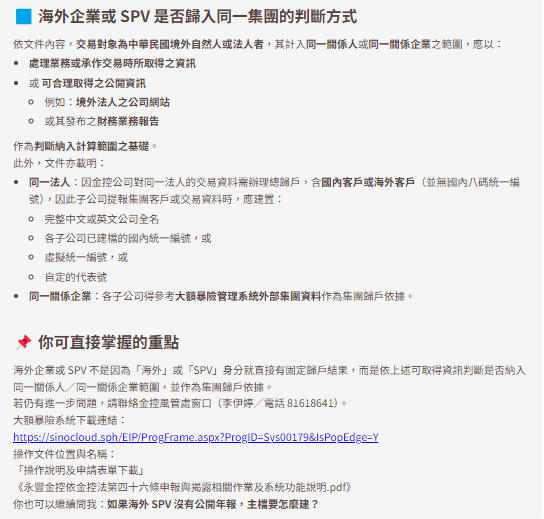 海外企業或 SPV 是否歸入同一集團的判斷方式
依文件內容，交易對象為中華民國境外自然人或法人者，其計入同一關係人或同一關係企業之範圍，應以：
處理業務或承作交易時所取得之資訊
或 可合理取得之公開資訊
例如：境外法人之公司網站
或其發布之財務業務報告
作為判斷納入計算範圍之基礎。
此外，文件亦載明：
同一法人：因金控公司對同一法人的交易資料需辦理總歸戶，含國內客戶或海外客戶（並無國內八碼統一編
號），因此子公司提報集團客戶或交易資料時，應建置：
完整中文或英文公司全名
各子公司已建檔的國內統一編號，或
虛擬統一編號，或
自定的代表號
同一關係企業：各子公司得參考大額暴險管理系統外部集團資料作為集團歸戶依據。
你可直接掌握的重點
海外企業或 SPV 不是因為「海外」或「SPV」身分就直接有固定歸戶結果，而是依上述可取得資訊判斷是否納入
同一關係人／同一關係企業範圍，並作為集團歸戶依據。
若仍有進一步問題，請聯絡金控風管處窗口（李伊婷／電話 81618641）。
大額暴險系統下載連結：
https://sinocloud.sph/EIP/ProgFrame.aspx?ProgID=Sys00179&IsPopEdge=Y
操作文件位置與名稱：
「操作說明及申請表單下載」
《永豐金控依金控法第四十六條申報與揭露相關作業及系統功能說明.pdf》
你也可以繼續問我：如果海外 SPV 沒有公開年報，主檔要怎麼建？